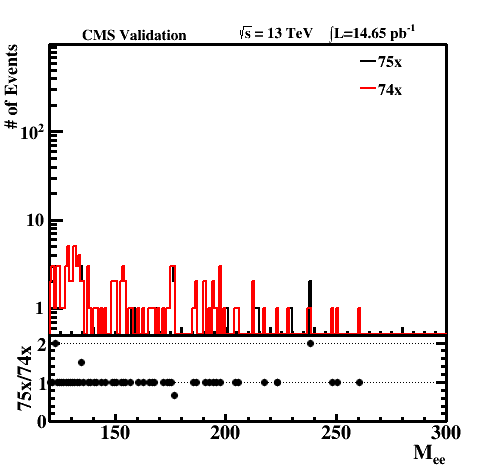 CMS Validation √s = 13 TeV ∫L=14.65 pb⁻¹
75x
74x
# of Events
10²
10
1
75x/74x
2
1
0
150 200 250 300
M_ee